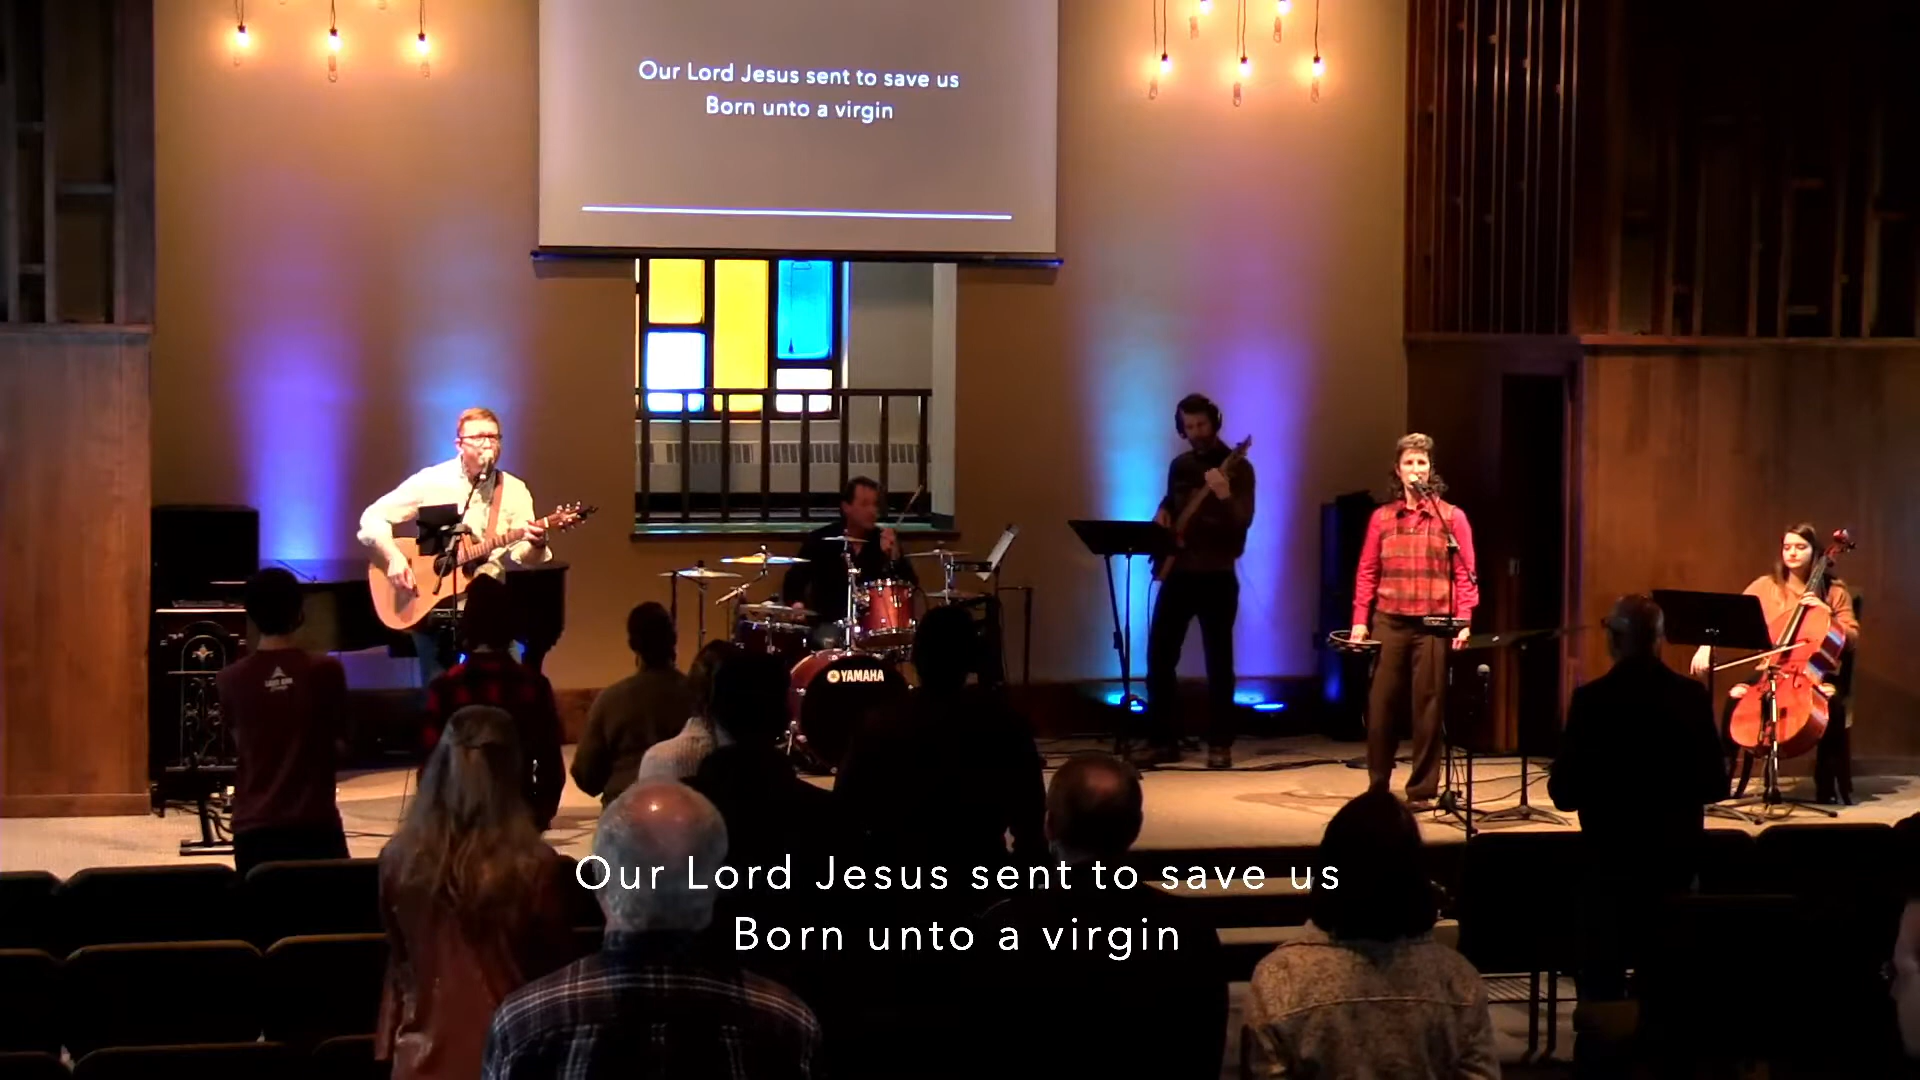 Our Lord Jesus sent to save us
Born unto a virgin
YAMAHA
Our Lord Jesus sent to save us
Born unto a virgin